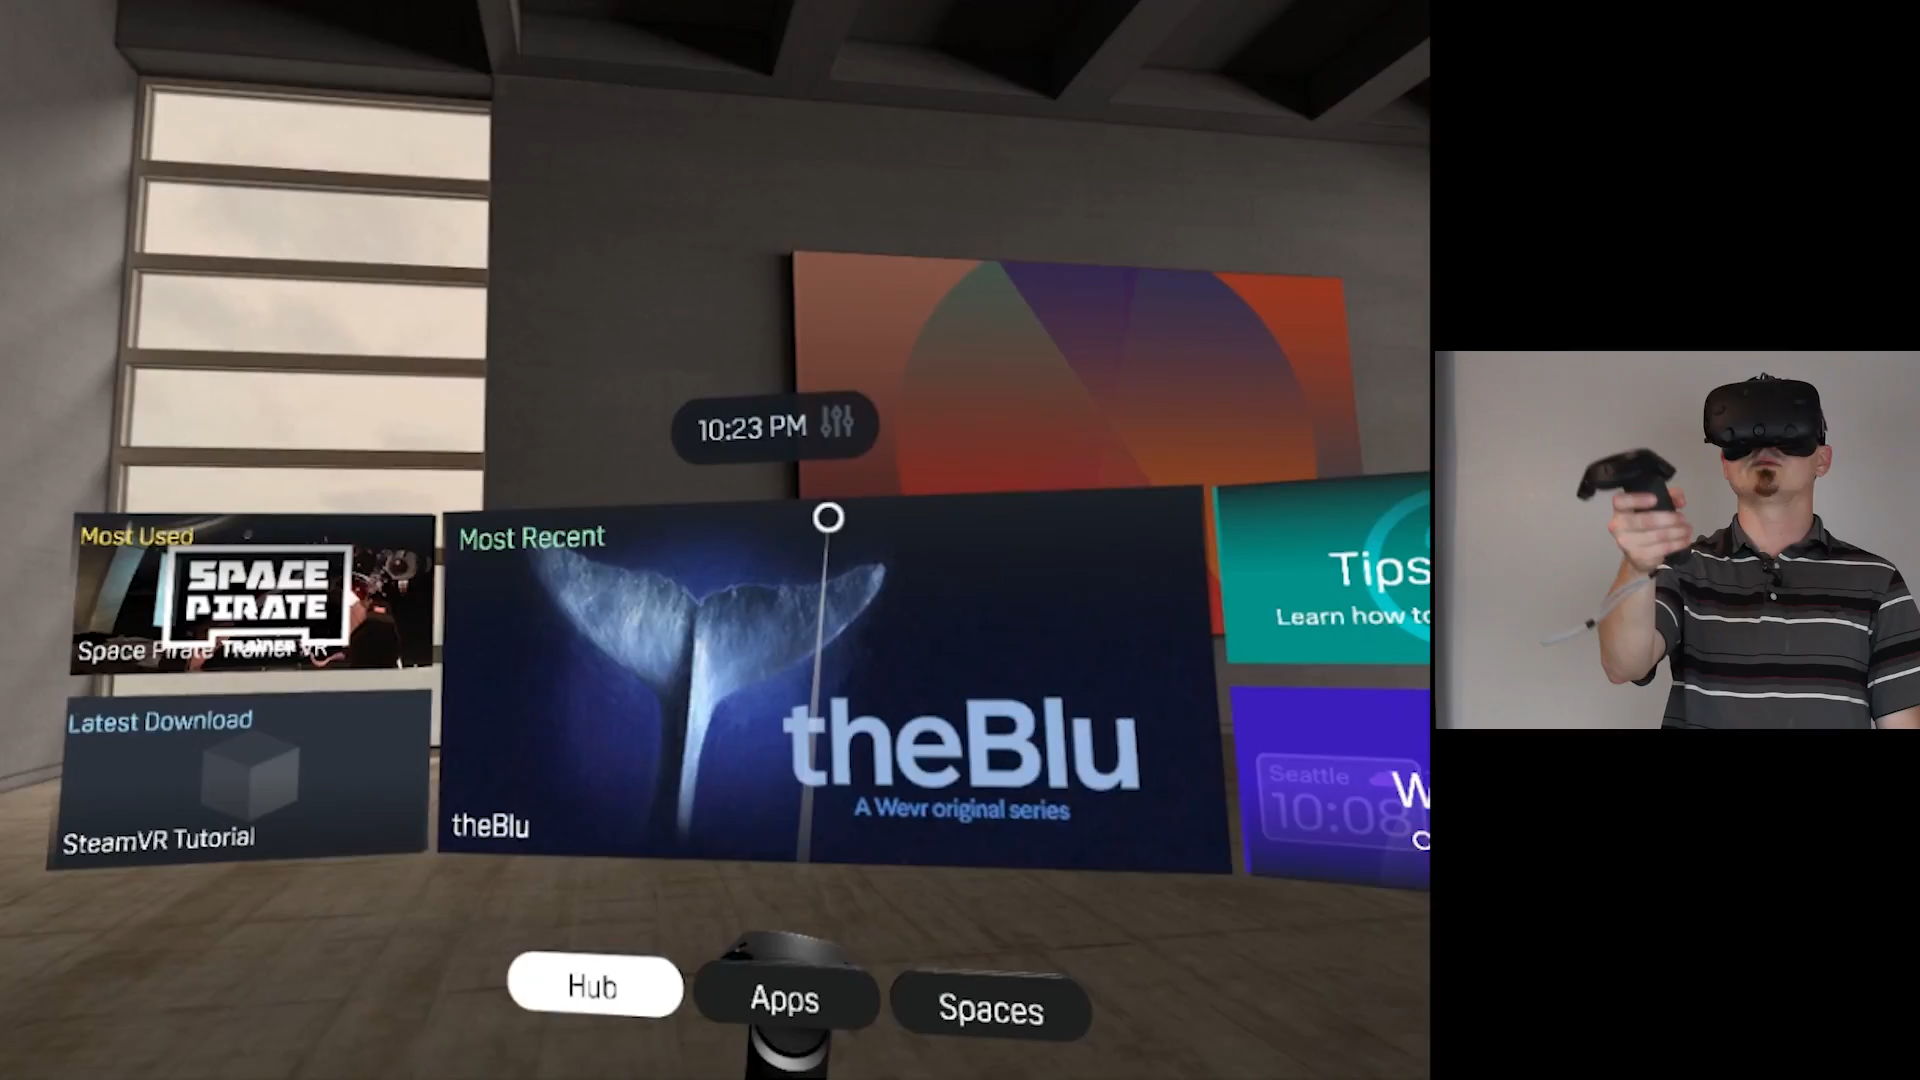 10:23 PM
Most Used
SPACE
PIRATE
TRAINER
Space Pirate Trainer VR
Latest Download
SteamVR Tutorial
Most Recent
theBlu
A Wevr original series
theBlu
Tips
Learn how to
Seattle
10:08
W
Hub
Apps
Spaces